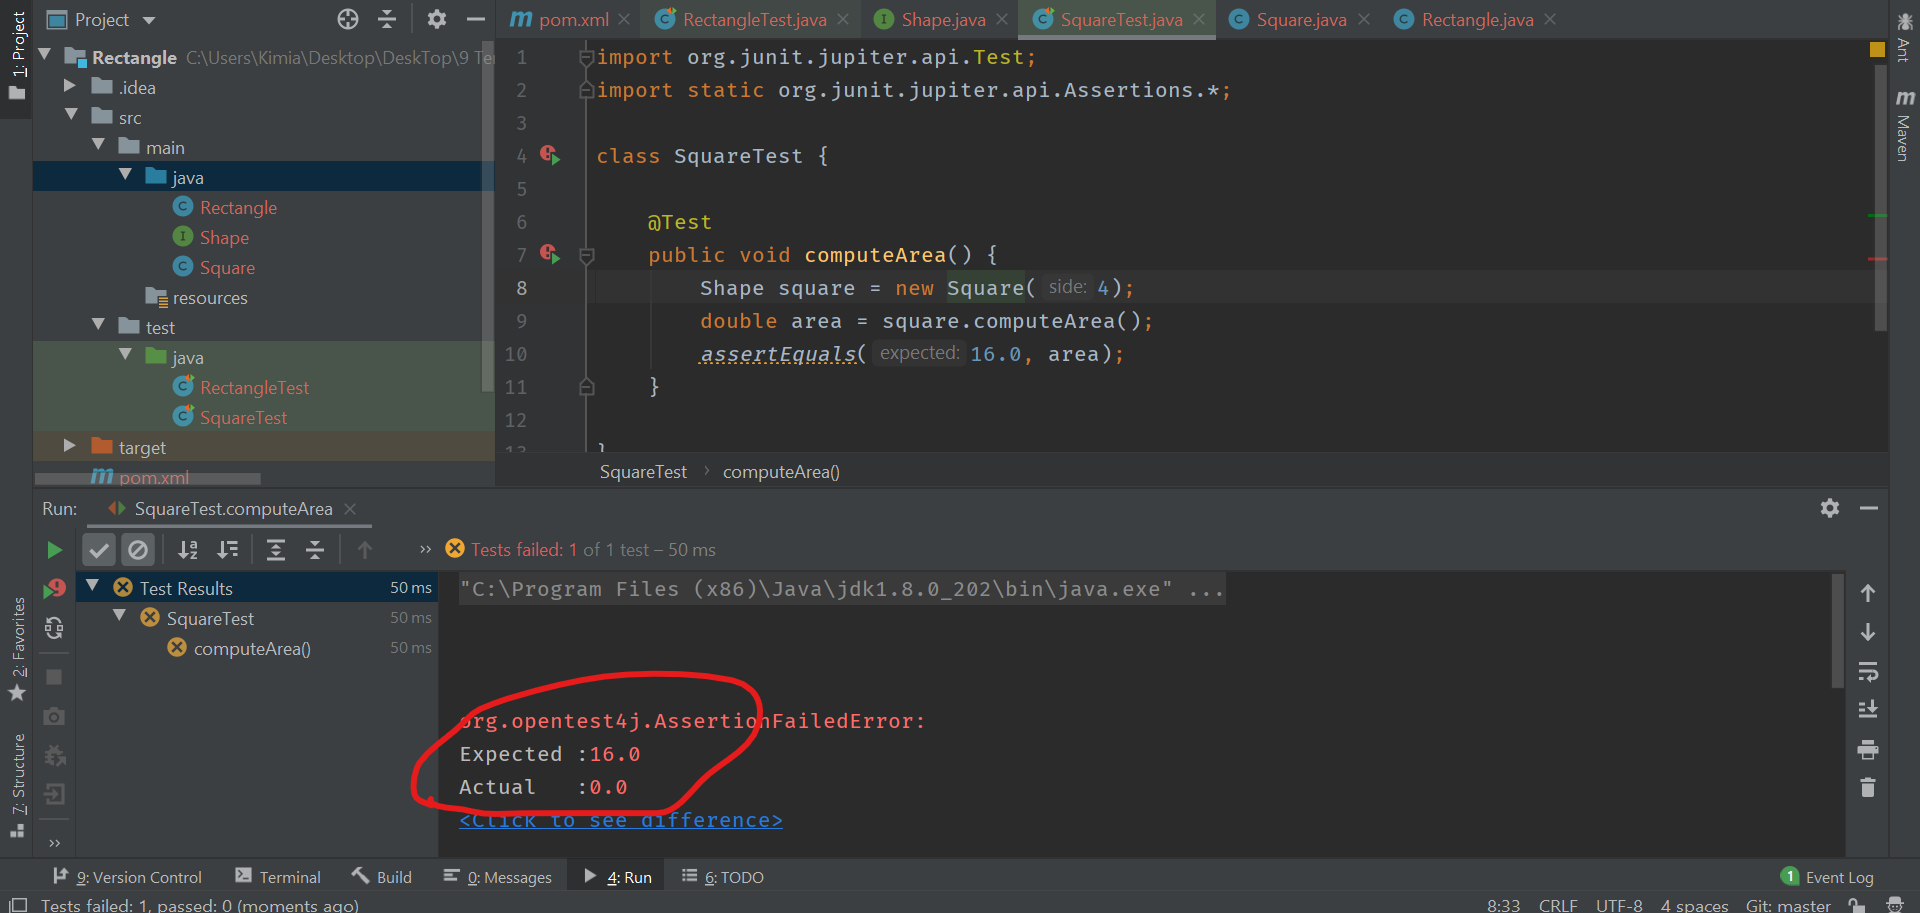 1: Project
Project
pom.xml
RectangleTest.java
Shape.java
SquareTest.java
Square.java
Rectangle.java
Rectangle C:\Users\Kimia\Desktop\DeskTop\9 Ter
.idea
src
main
java
Rectangle
Shape
Square
resources
test
java
RectangleTest
SquareTest
target
pom.xml
1 import org.junit.jupiter.api.Test;
2 import static org.junit.jupiter.api.Assertions.*;
3
4 class SquareTest {
5
6 @Test
7 public void computeArea() {
8 Shape square = new Square( side: 4);
9 double area = square.computeArea();
10 assertEquals( expected: 16.0, area);
11 }
12
13 }
SquareTest › computeArea()
Ant
Maven
Run: SquareTest.computeArea
Tests failed: 1 of 1 test – 50 ms
Test Results 50 ms
SquareTest 50 ms
computeArea() 50 ms
"C:\Program Files (x86)\Java\jdk1.8.0_202\bin\java.exe" ...
org.opentest4j.AssertionFailedError:
Expected :16.0
Actual :0.0
<Click to see difference>
2: Favorites
7: Structure
9: Version Control
Terminal
Build
0: Messages
4: Run
6: TODO
1 Event Log
Tests failed: 1, passed: 0 (moments ago)
8:33 CRLF UTF-8 4 spaces Git: master